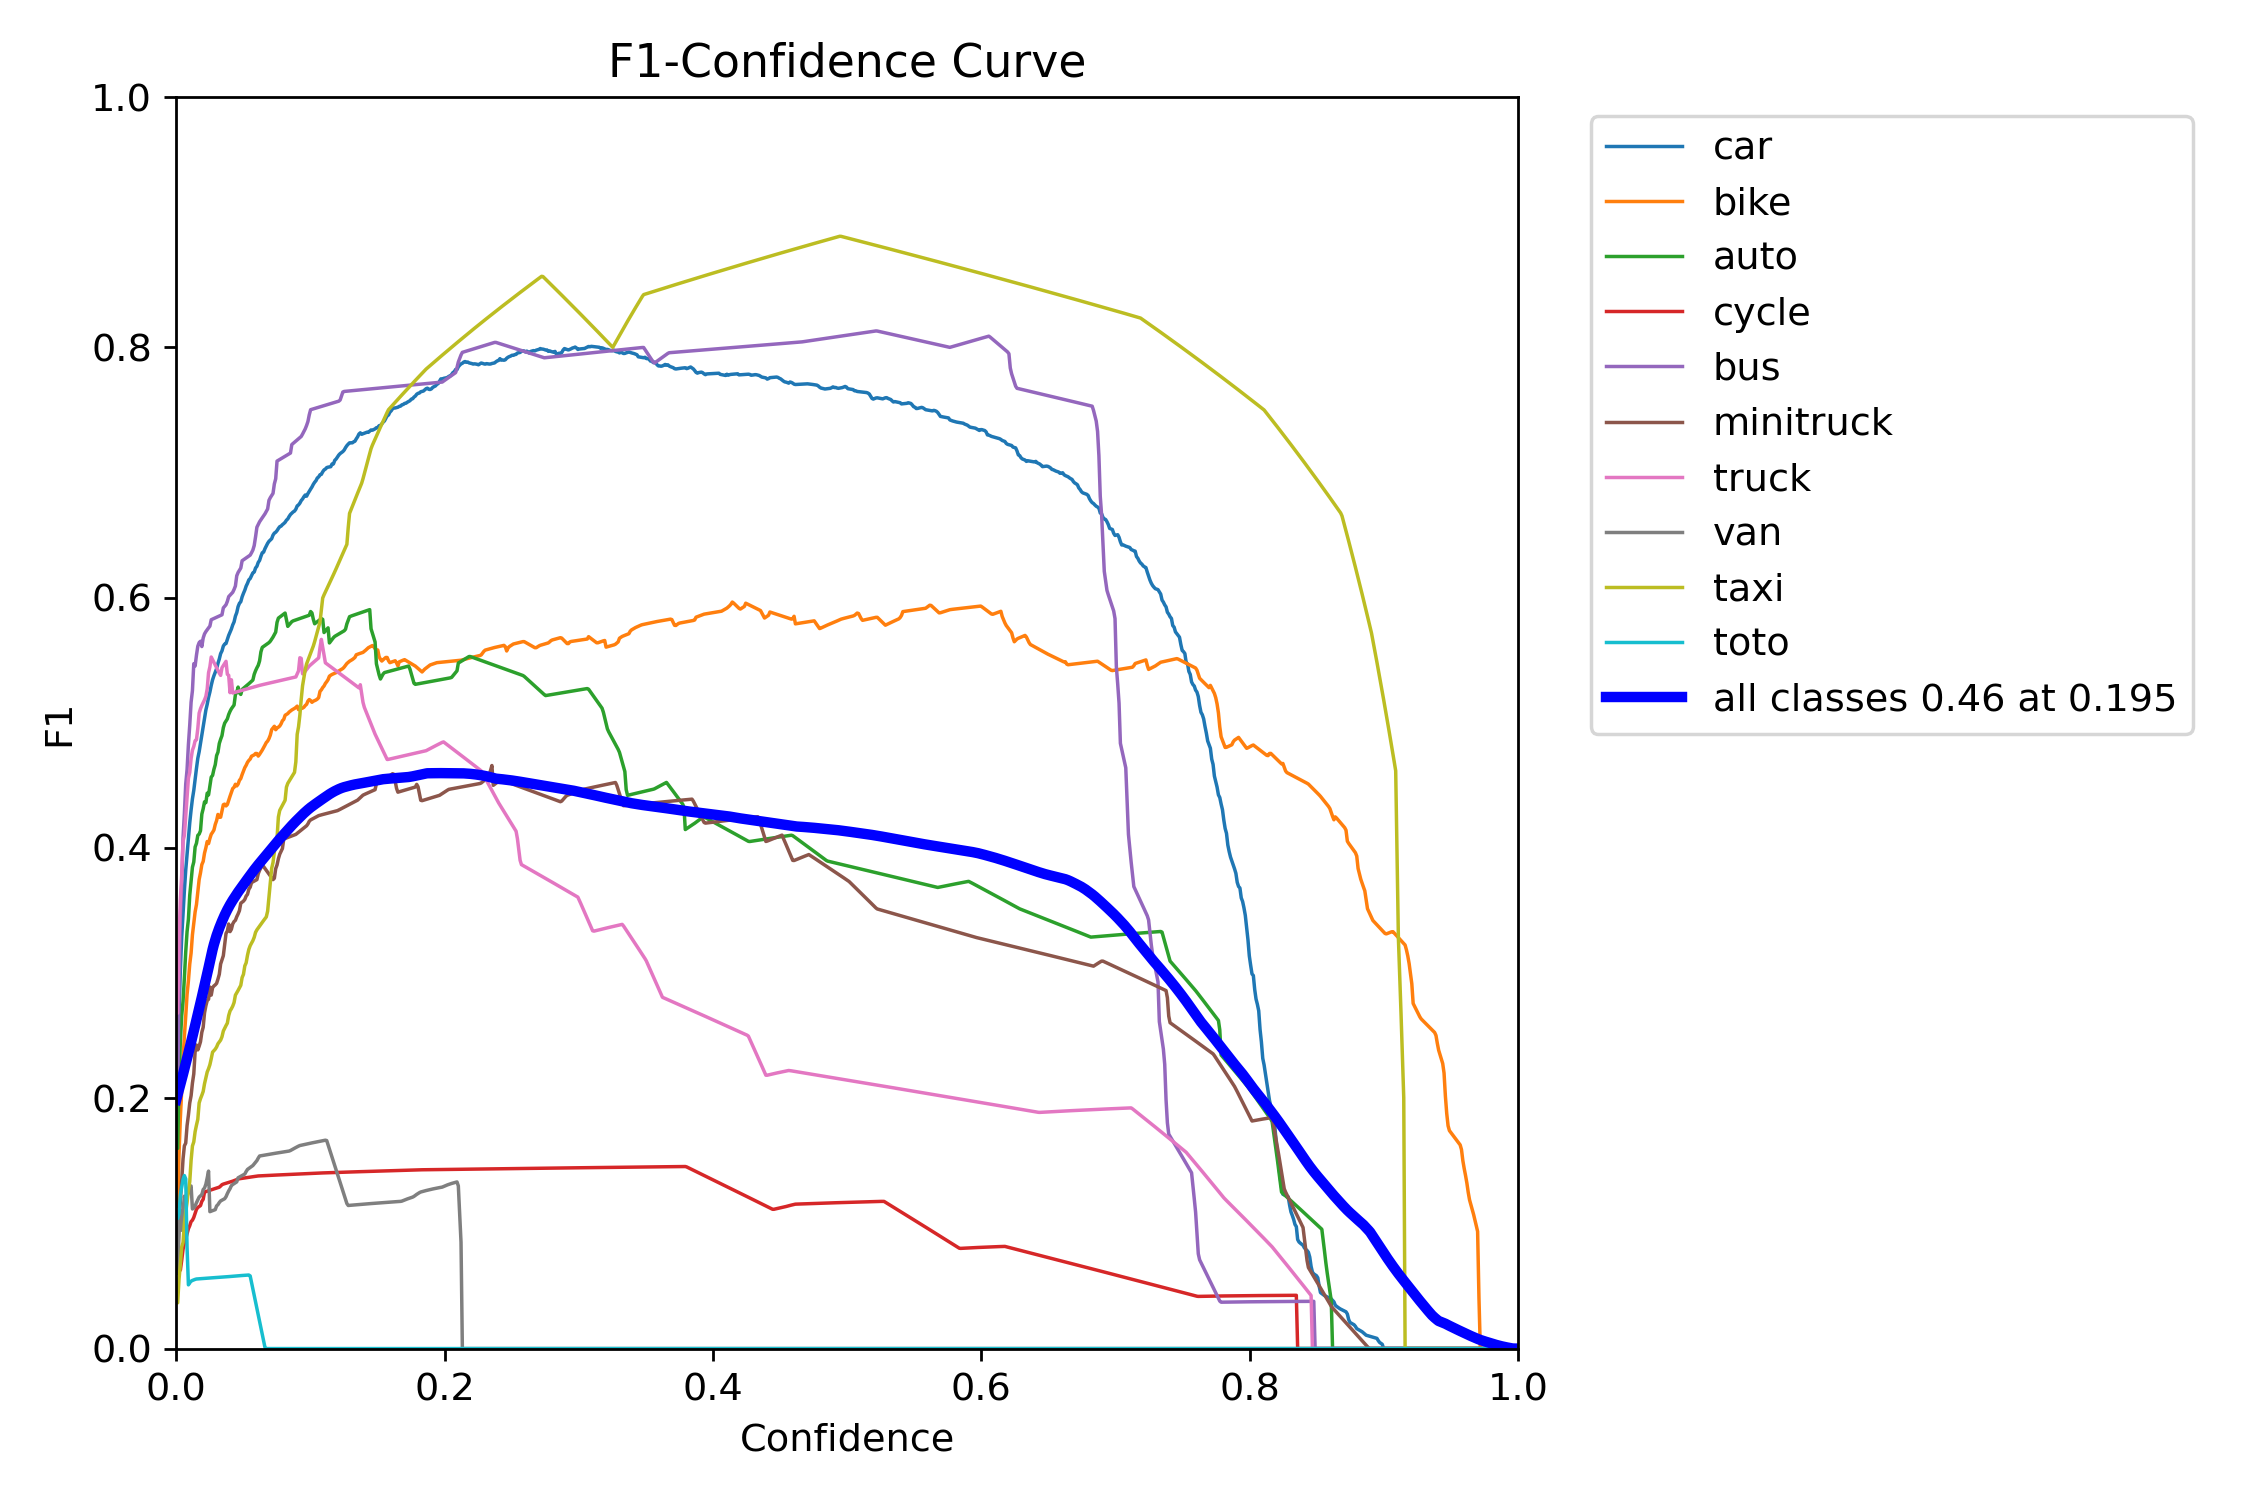 F1-Confidence Curve
1.0
0.8
0.6
0.4
0.2
0.0
F1
0.0 0.2 0.4 0.6 0.8 1.0
Confidence
car
bike
auto
cycle
bus
minitruck
truck
van
taxi
toto
all classes 0.46 at 0.195